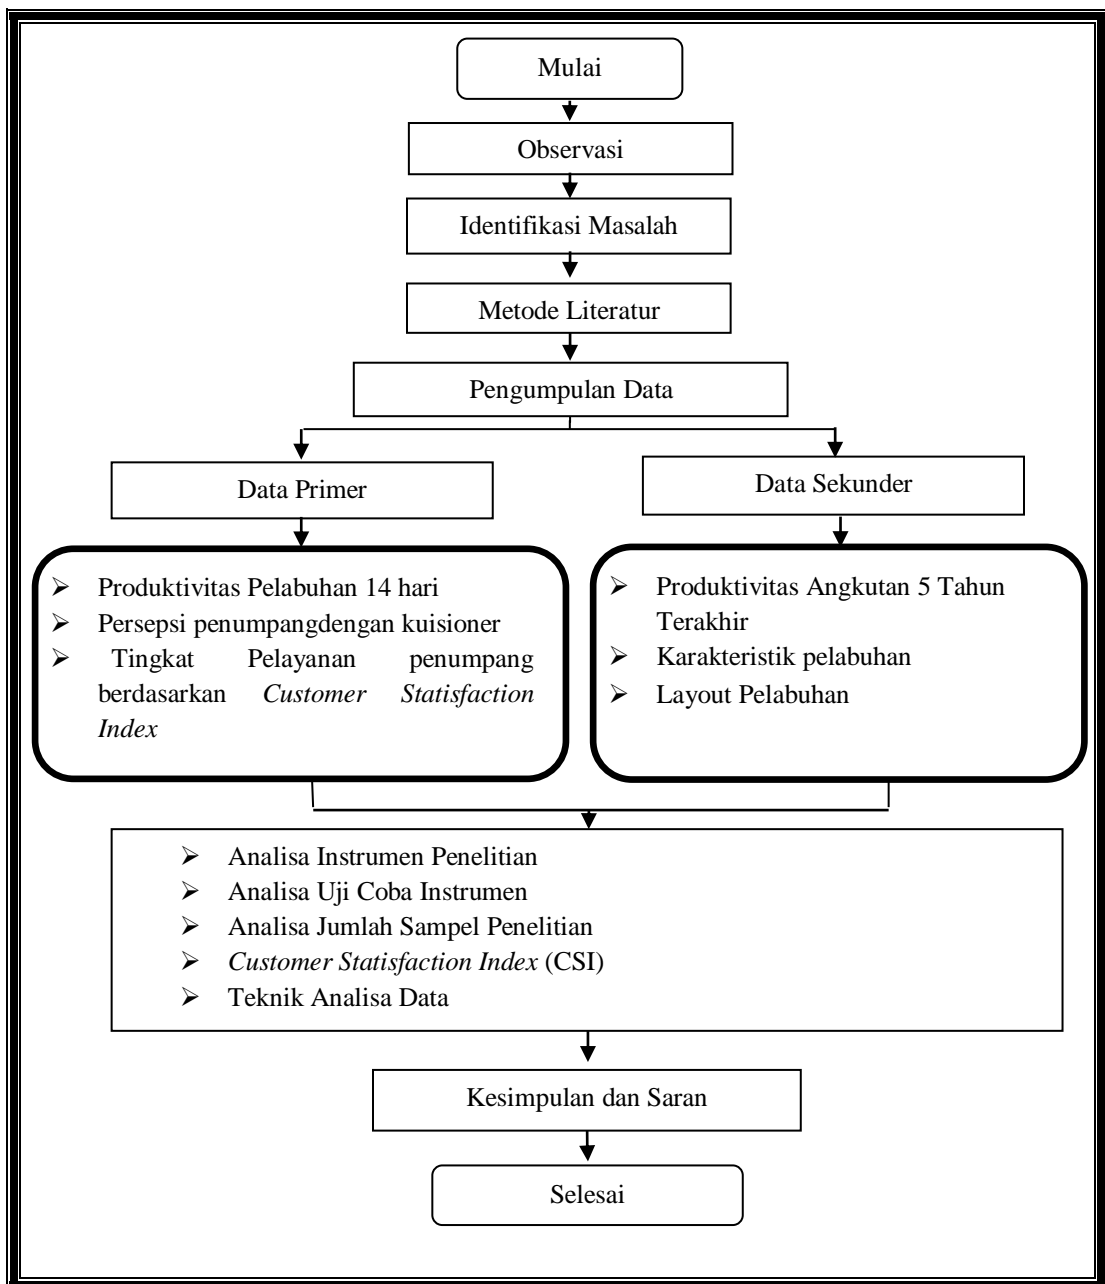 Mulai
Observasi
Identifikasi Masalah
Metode Literatur
Pengumpulan Data
Data Primer
Data Sekunder
➢ Produktivitas Pelabuhan 14 hari
➢ Persepsi penumpangdengan kuisioner
➢ Tingkat Pelayanan penumpang
berdasarkan Customer Statisfaction
Index
➢ Produktivitas Angkutan 5 Tahun
Terakhir
➢ Karakteristik pelabuhan
➢ Layout Pelabuhan
➢ Analisa Instrumen Penelitian
➢ Analisa Uji Coba Instrumen
➢ Analisa Jumlah Sampel Penelitian
➢ Customer Statisfaction Index (CSI)
➢ Teknik Analisa Data
Kesimpulan dan Saran
Selesai